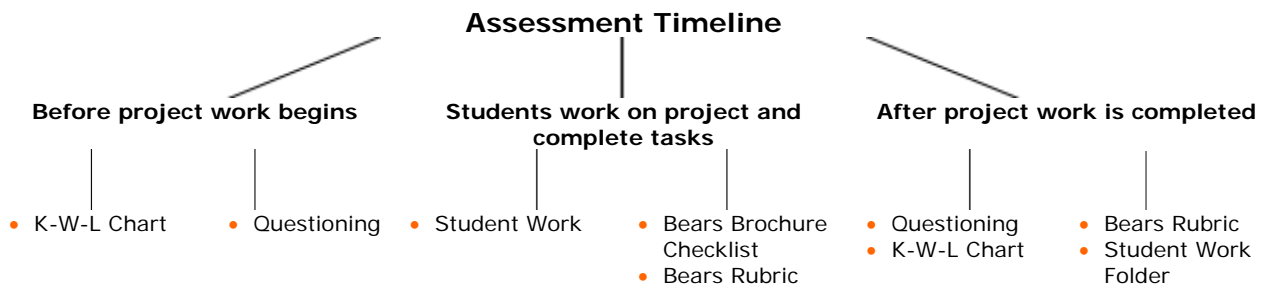 Assessment Timeline
Before project work begins
Students work on project and
complete tasks
After project work is completed
• K-W-L Chart
• Questioning
• Student Work
• Bears Brochure
Checklist
• Bears Rubric
• Questioning
• K-W-L Chart
• Bears Rubric
• Student Work
Folder